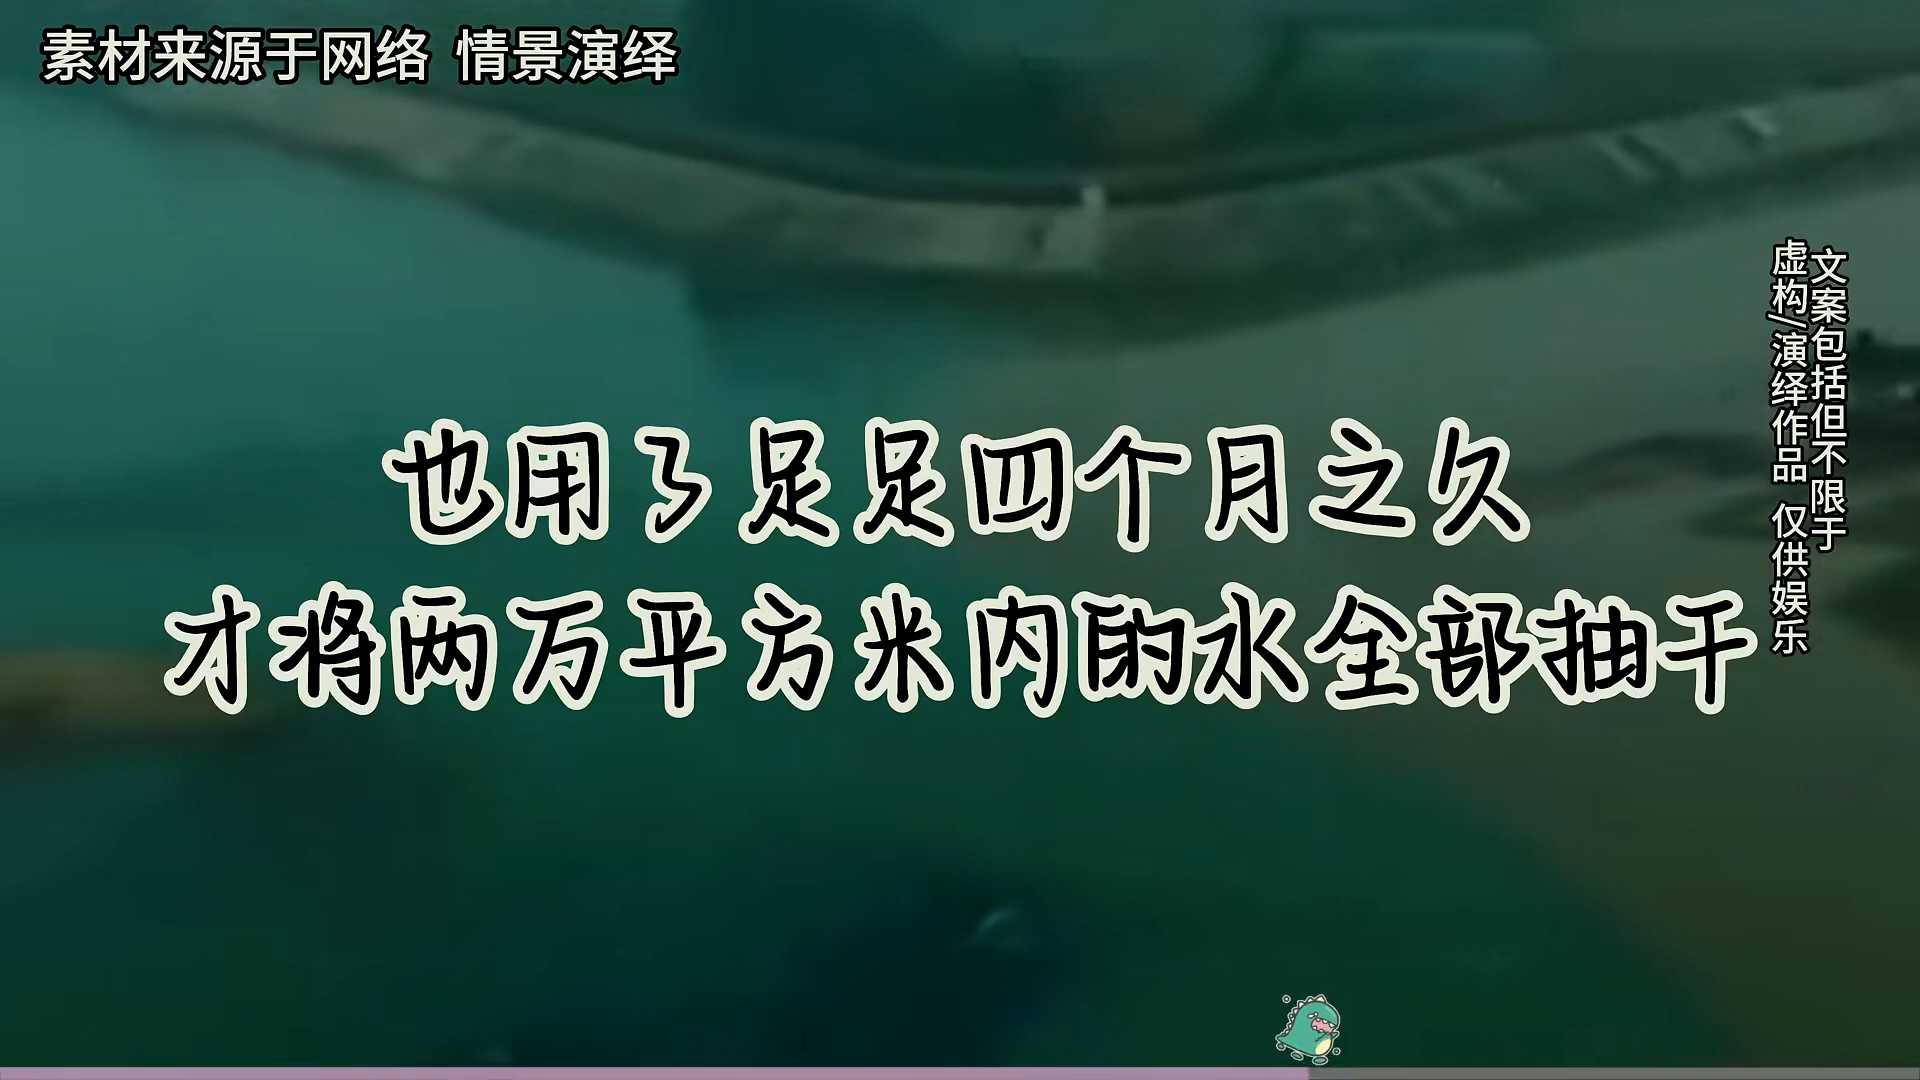 素材来源于网络 情景演绎
文案包括但不限于
虚构/演绎作品 仅供娱乐
也用了足足四个月之久
才将两万平方米内的水全部抽干